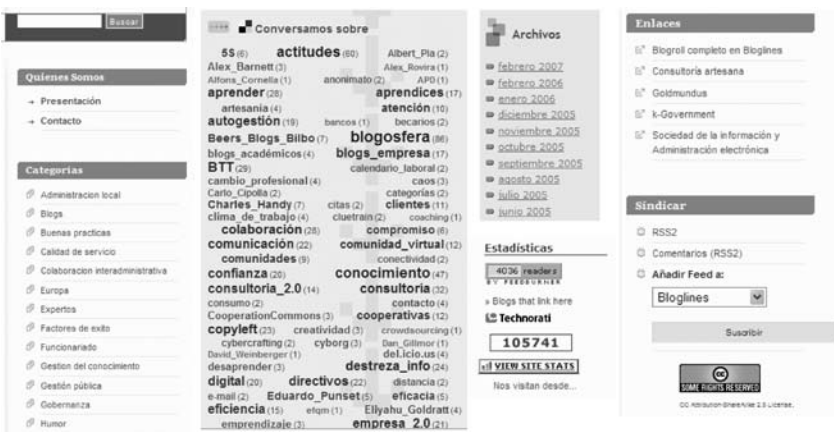 Buscar
Quienes Somos
Presentación
Contacto
Categorías
Administracion local
Blogs
Buenas practicas
Calidad de servicio
Colaboracion interadministrativa
Europa
Expertos
Factores de exito
Funcionariado
Gestion del conocimiento
Gestión pública
Gobernanza
Humor
Conversamos sobre
5S (6) actitudes (60) Albert_Pla (2)
Alex_Barnett (3) Alex_Rovira (1)
Alfons_Cornella (1) anonimato (2) APD (1)
aprender (28) aprendices (17)
artesania (4) atención (10)
autogestión (19) bancos (1) becarios (2)
Beers_Blogs_Bilbo (7) blogosfera (86)
blogs_académicos (4) blogs_empresa (17)
BTT (29) calendario_laboral (2)
cambio_profesional (4) caos (3)
Carlo_Cipolla (2) categorías (2)
Charles_Handy (7) citas (2) clientes (11)
clima_de_trabajo (4) cluetrain (2) coaching (1)
colaboración (28) compromiso (6)
comunicación (22) comunidad_virtual (12)
comunidades (9) conectividad (2)
confianza (20) conocimiento (47)
consultoria_2.0 (14) consultoria (32)
consumo (2) contacto (4)
CooperationCommons (3) cooperativas (12)
copyleft (23) creatividad (3) crowdsourcing (1)
cybercrafting (2) cyborg (3) Dan_Gillmor (1)
David_Weinberger (1) del.icio.us (4)
desaprender (3) destreza_info (24)
digital (20) directivos (22) distancia (2)
e-mail (2) Eduardo_Punset (5) eficacia (5)
eficiencia (15) efqm (1) Eliyahu_Goldratt (4)
emprendizaje (3) empresa_2.0 (21)
Archivos
febrero 2007
febrero 2006
enero 2006
diciembre 2005
noviembre 2005
octubre 2005
septiembre 2005
agosto 2005
julio 2005
junio 2005
Estadísticas
4036 readers
BY FEEDBURNER
» Blogs that link here
Technorati
105741
VIEW SITE STATS
Nos visitan desde...
Enlaces
Blogroll completo en Bloglines
Consultoría artesana
Goldmundus
k-Government
Sociedad de la información y
Administración electrónica
Sindicar
RSS2
Comentarios (RSS2)
Añadir Feed a:
Bloglines
Suscribir
CC
SOME RIGHTS RESERVED
CC Attribution-ShareAlike 2.5 License.